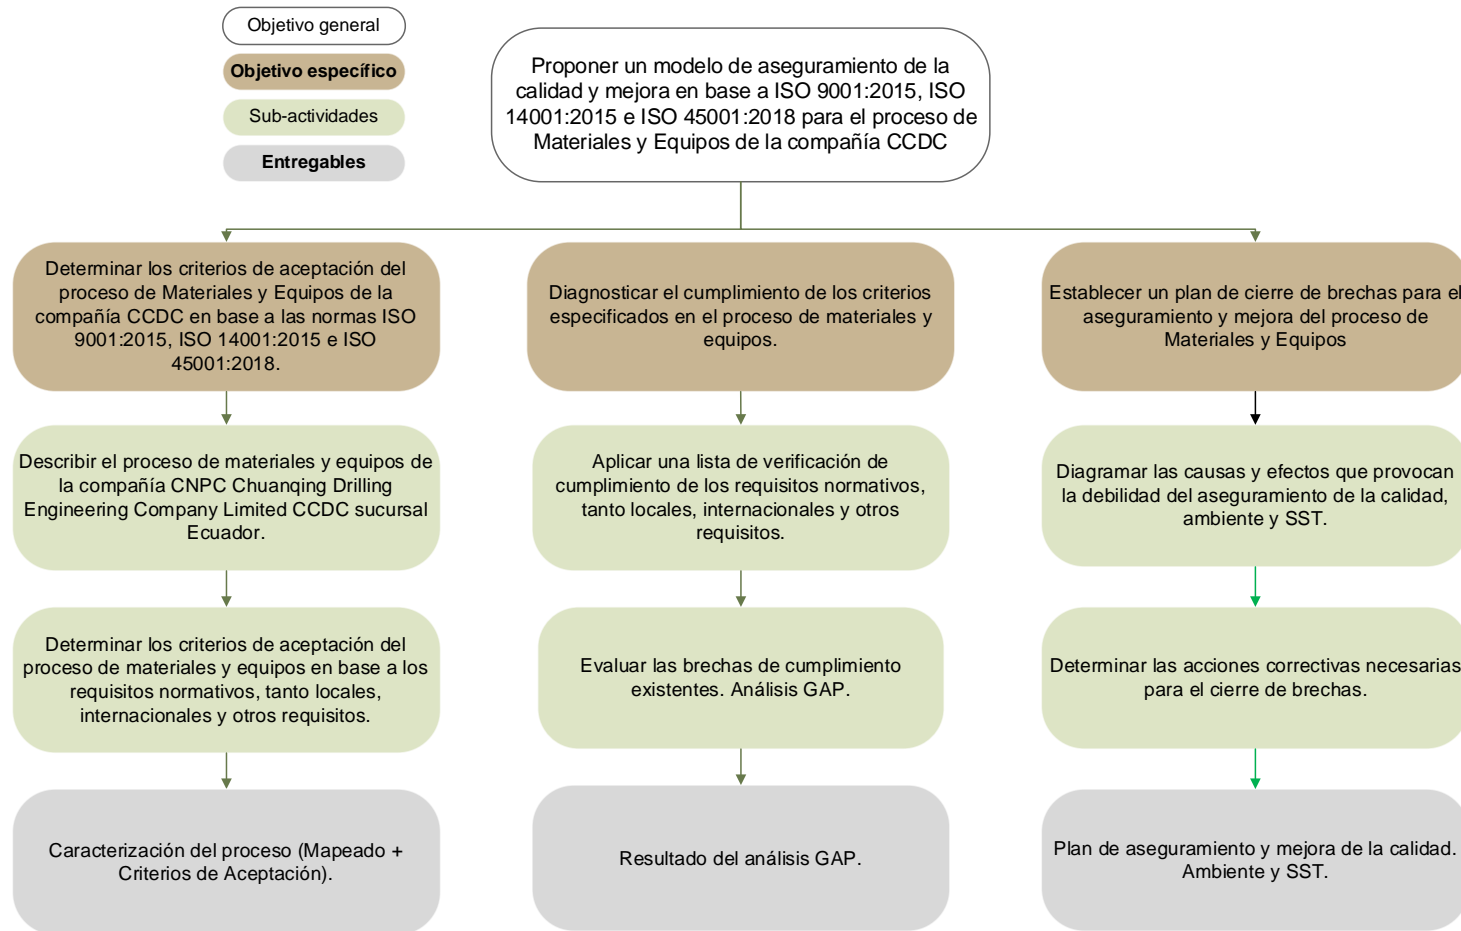 Objetivo general
Objetivo específico
Sub-actividades
Entregables
Proponer un modelo de aseguramiento de la
calidad y mejora en base a ISO 9001:2015, ISO
14001:2015 e ISO 45001:2018 para el proceso de
Materiales y Equipos de la compañía CCDC
Determinar los criterios de aceptación del
proceso de Materiales y Equipos de la
compañía CCDC en base a las normas ISO
9001:2015, ISO 14001:2015 e ISO
45001:2018.
Diagnosticar el cumplimiento de los criterios
especificados en el proceso de materiales y
equipos.
Establecer un plan de cierre de brechas para el
aseguramiento y mejora del proceso de
Materiales y Equipos
Describir el proceso de materiales y equipos de
la compañía CNPC Chuanqing Drilling
Engineering Company Limited CCDC sucursal
Ecuador.
Aplicar una lista de verificación de
cumplimiento de los requisitos normativos,
tanto locales, internacionales y otros
requisitos.
Diagramar las causas y efectos que provocan
la debilidad del aseguramiento de la calidad,
ambiente y SST.
Determinar los criterios de aceptación del
proceso de materiales y equipos en base a los
requisitos normativos, tanto locales,
internacionales y otros requisitos.
Evaluar las brechas de cumplimiento
existentes. Análisis GAP.
Determinar las acciones correctivas necesarias
para el cierre de brechas.
Caracterización del proceso (Mapeado +
Criterios de Aceptación).
Resultado del análisis GAP.
Plan de aseguramiento y mejora de la calidad.
Ambiente y SST.